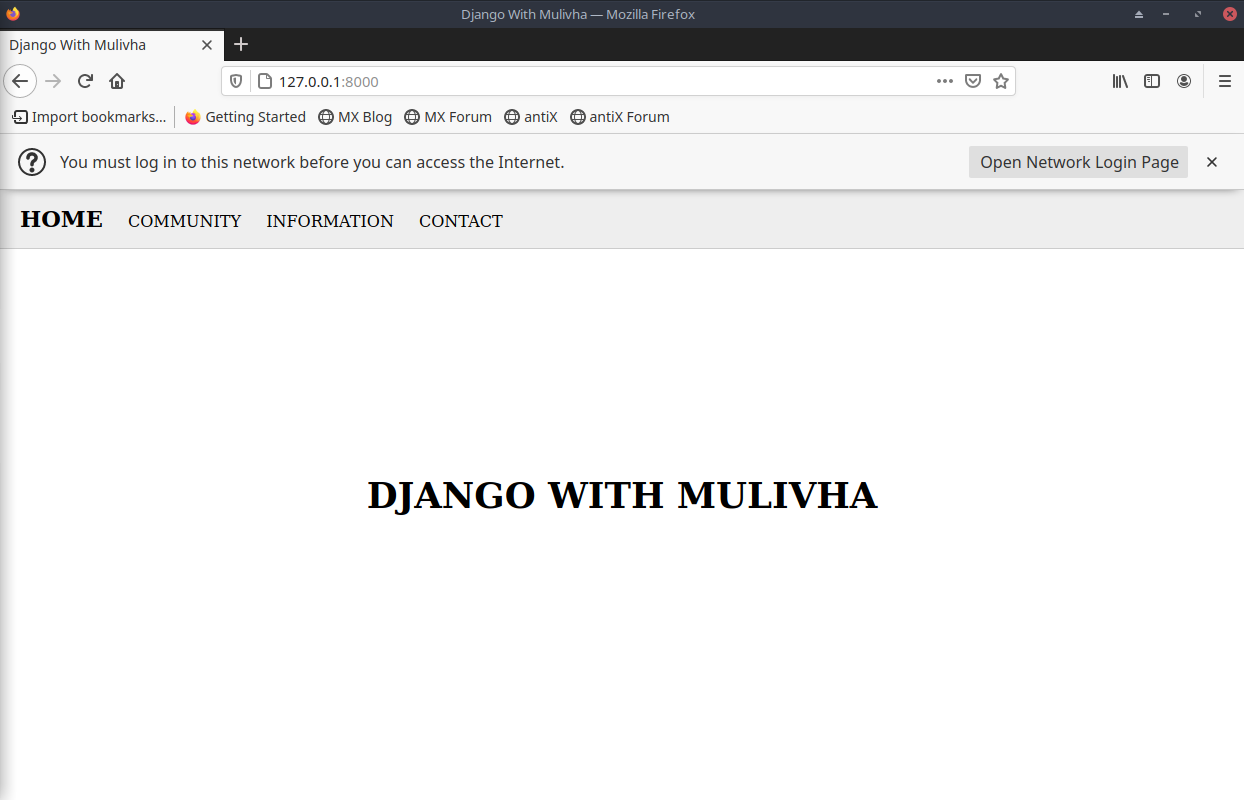 Django With Mulivha — Mozilla Firefox
Django With Mulivha
127.0.0.1:8000
Import bookmarks... Getting Started MX Blog MX Forum antiX antiX Forum
You must log in to this network before you can access the Internet. Open Network Login Page
HOME COMMUNITY INFORMATION CONTACT
DJANGO WITH MULIVHA